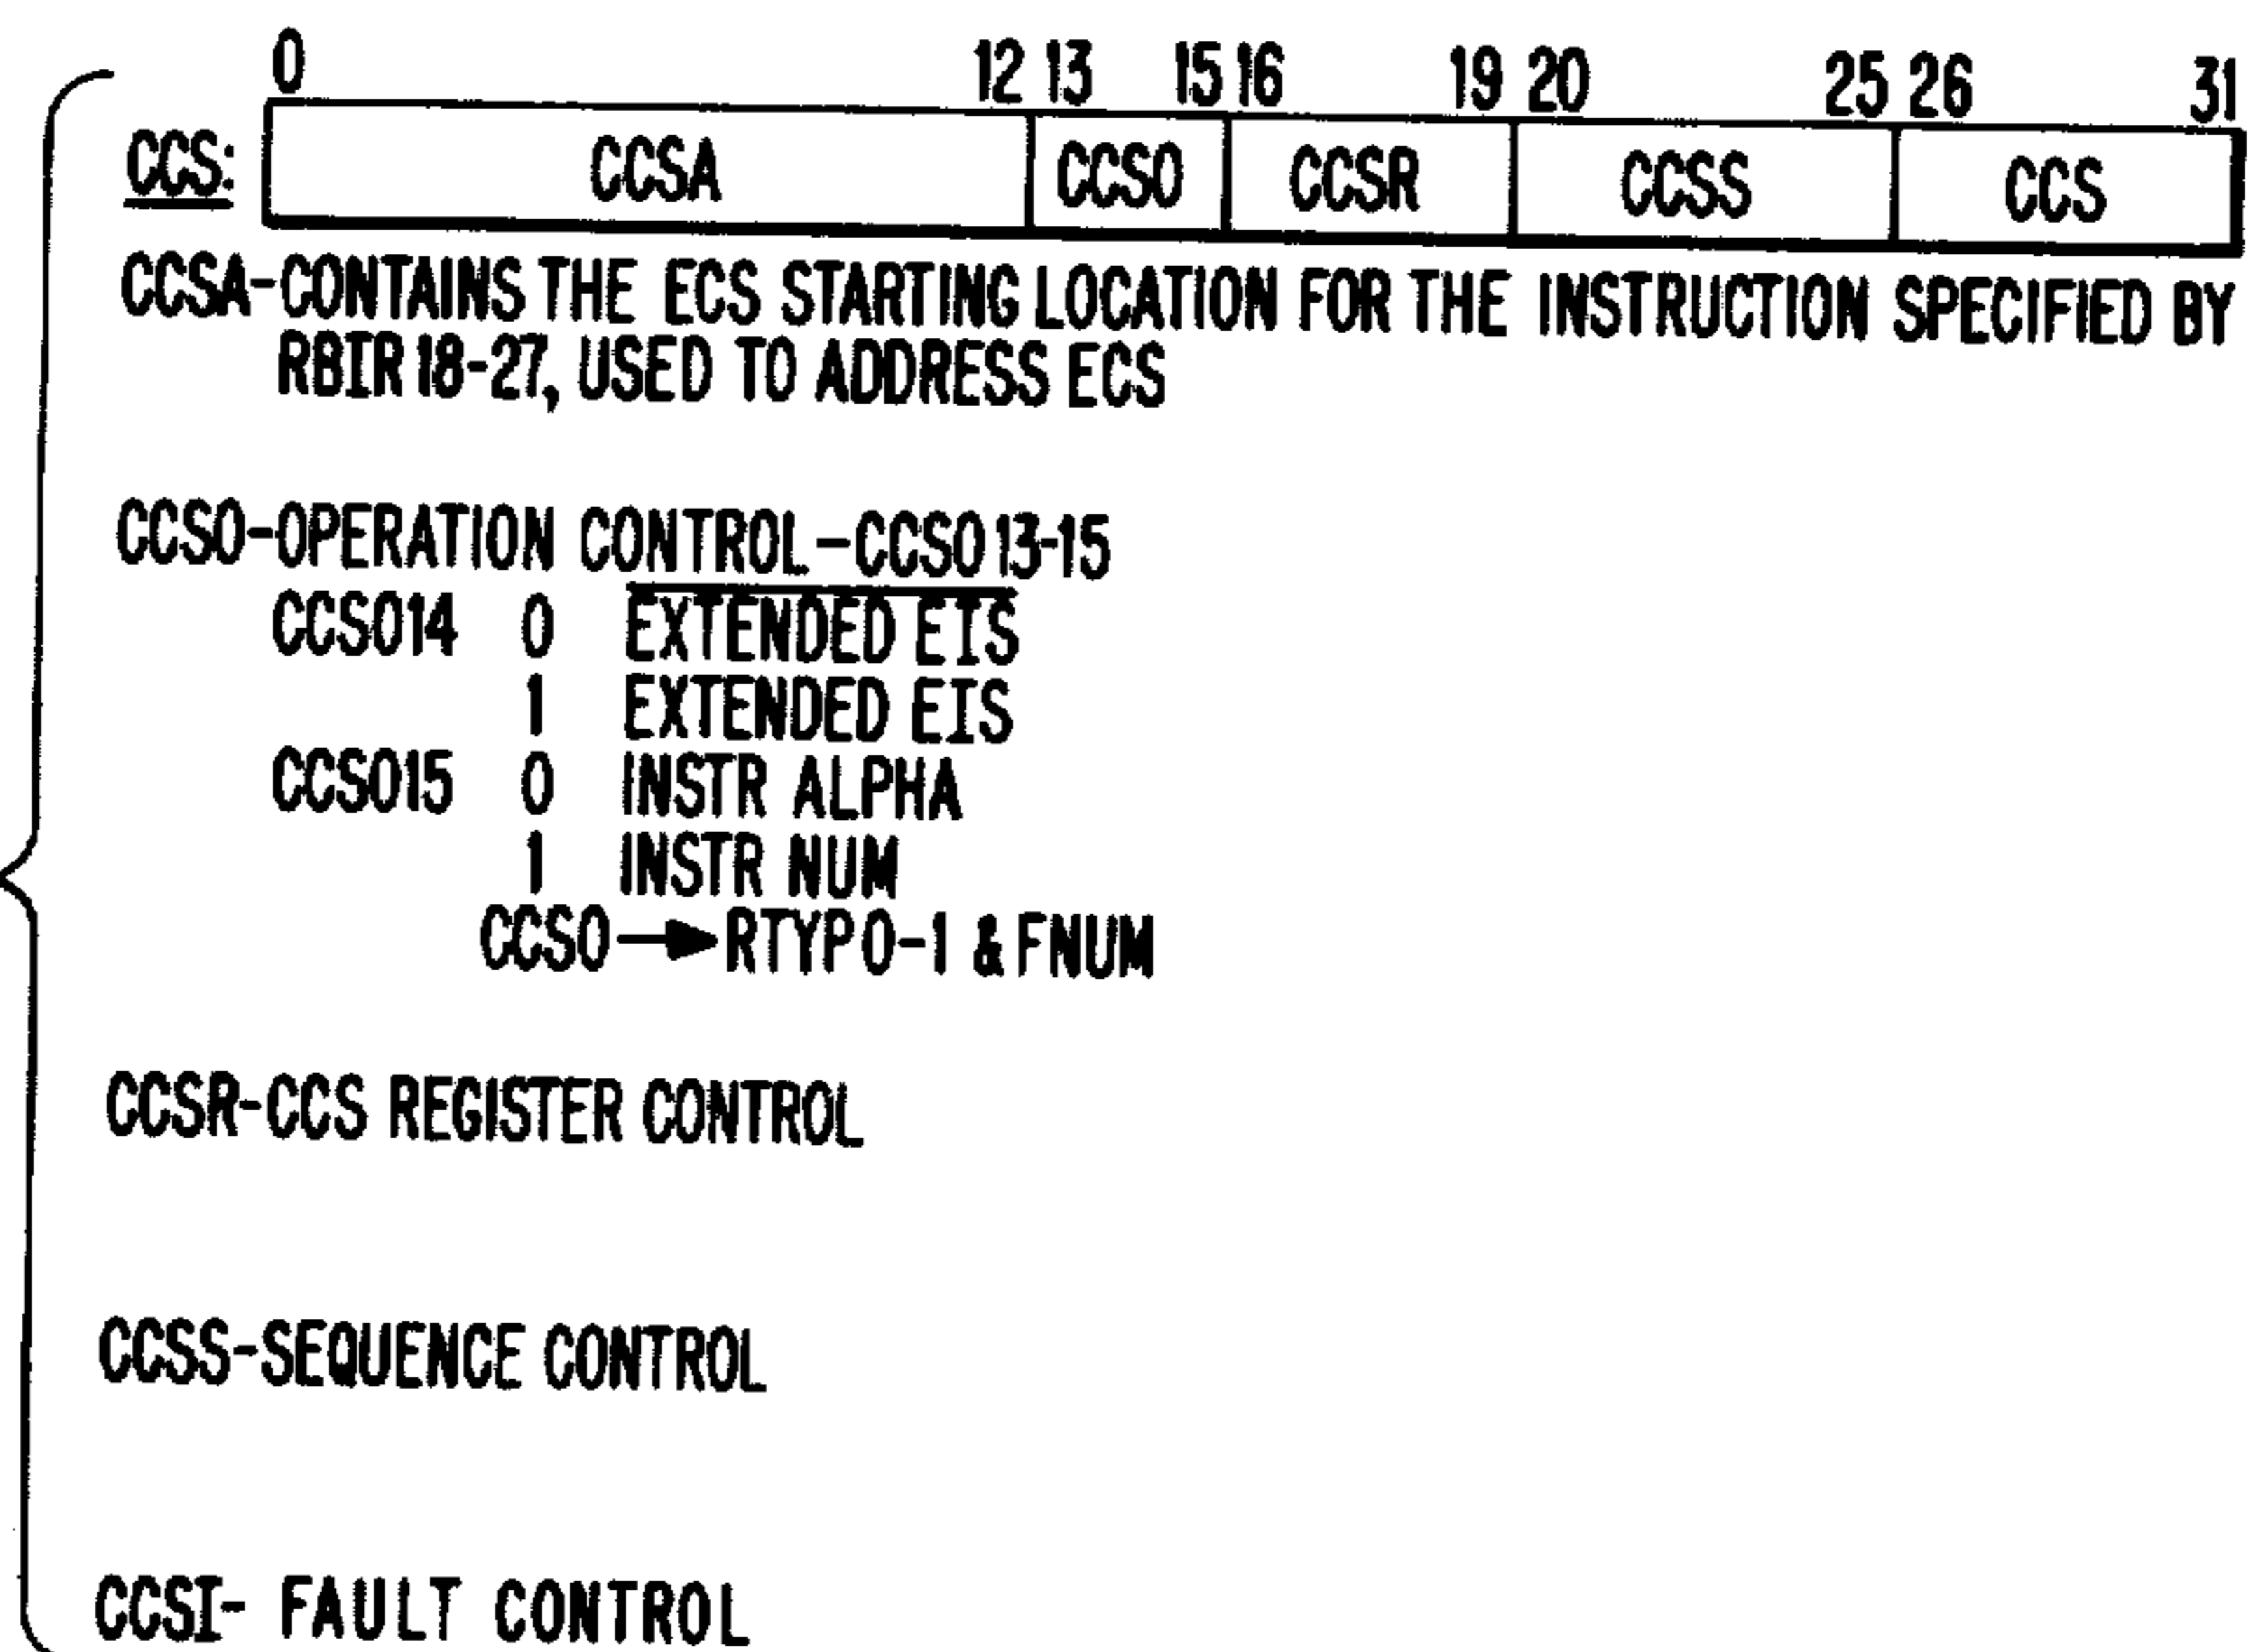 0 12 13 15 16 19 20 25 26 31
CCS: CCSA CCSO CCSR CCSS CCS
CCSA-CONTAINS THE ECS STARTING LOCATION FOR THE INSTRUCTION SPECIFIED BY
RBIR 18-27, USED TO ADDRESS ECS
CCSO-OPERATION CONTROL-CCSO 13-15
CCSO14 0 EXTENDED EIS
1 EXTENDED EIS
CCSO15 0 INSTR ALPHA
1 INSTR NUM
CCSO→RTYP 0-1 & FNUM
CCSR-CCS REGISTER CONTROL
CCSS-SEQUENCE CONTROL
CCSI- FAULT CONTROL